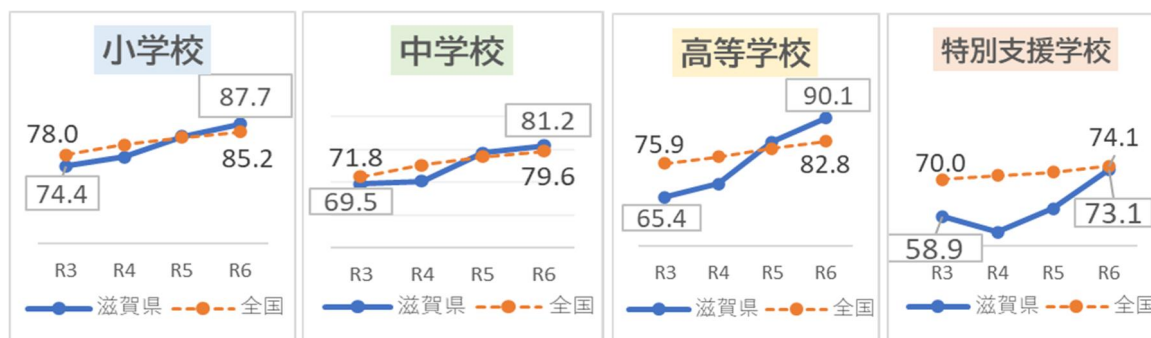 小学校
87.7
78.0
85.2
74.4
R3 R4 R5 R6
滋賀県 全国
中学校
81.2
71.8
79.6
69.5
R3 R4 R5 R6
滋賀県 全国
高等学校
90.1
75.9
82.8
65.4
R3 R4 R5 R6
滋賀県 全国
特別支援学校
74.1
70.0
73.1
58.9
R3 R4 R5 R6
滋賀県 全国